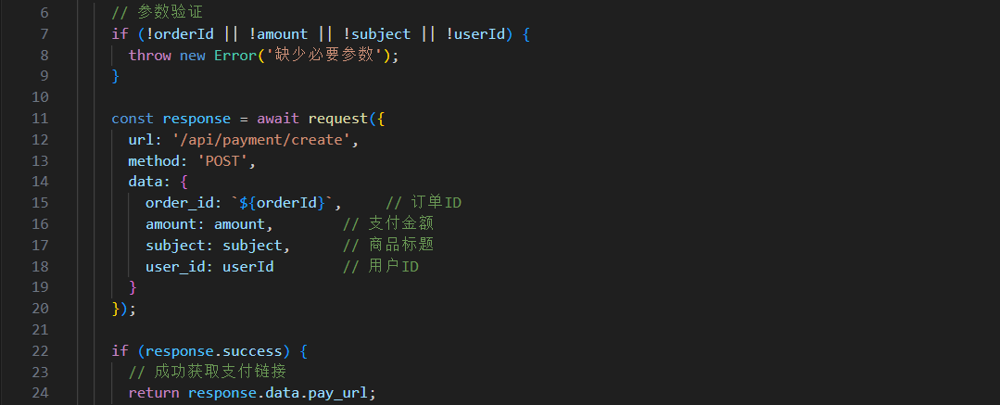 6 // 参数验证
7 if (!orderId || !amount || !subject || !userId) {
8 throw new Error('缺少必要参数');
9 }
10
11 const response = await request({
12 url: '/api/payment/create',
13 method: 'POST',
14 data: {
15 order_id: `${orderId}`, // 订单ID
16 amount: amount, // 支付金额
17 subject: subject, // 商品标题
18 user_id: userId // 用户ID
19 }
20 });
21
22 if (response.success) {
23 // 成功获取支付链接
24 return response.data.pay_url;